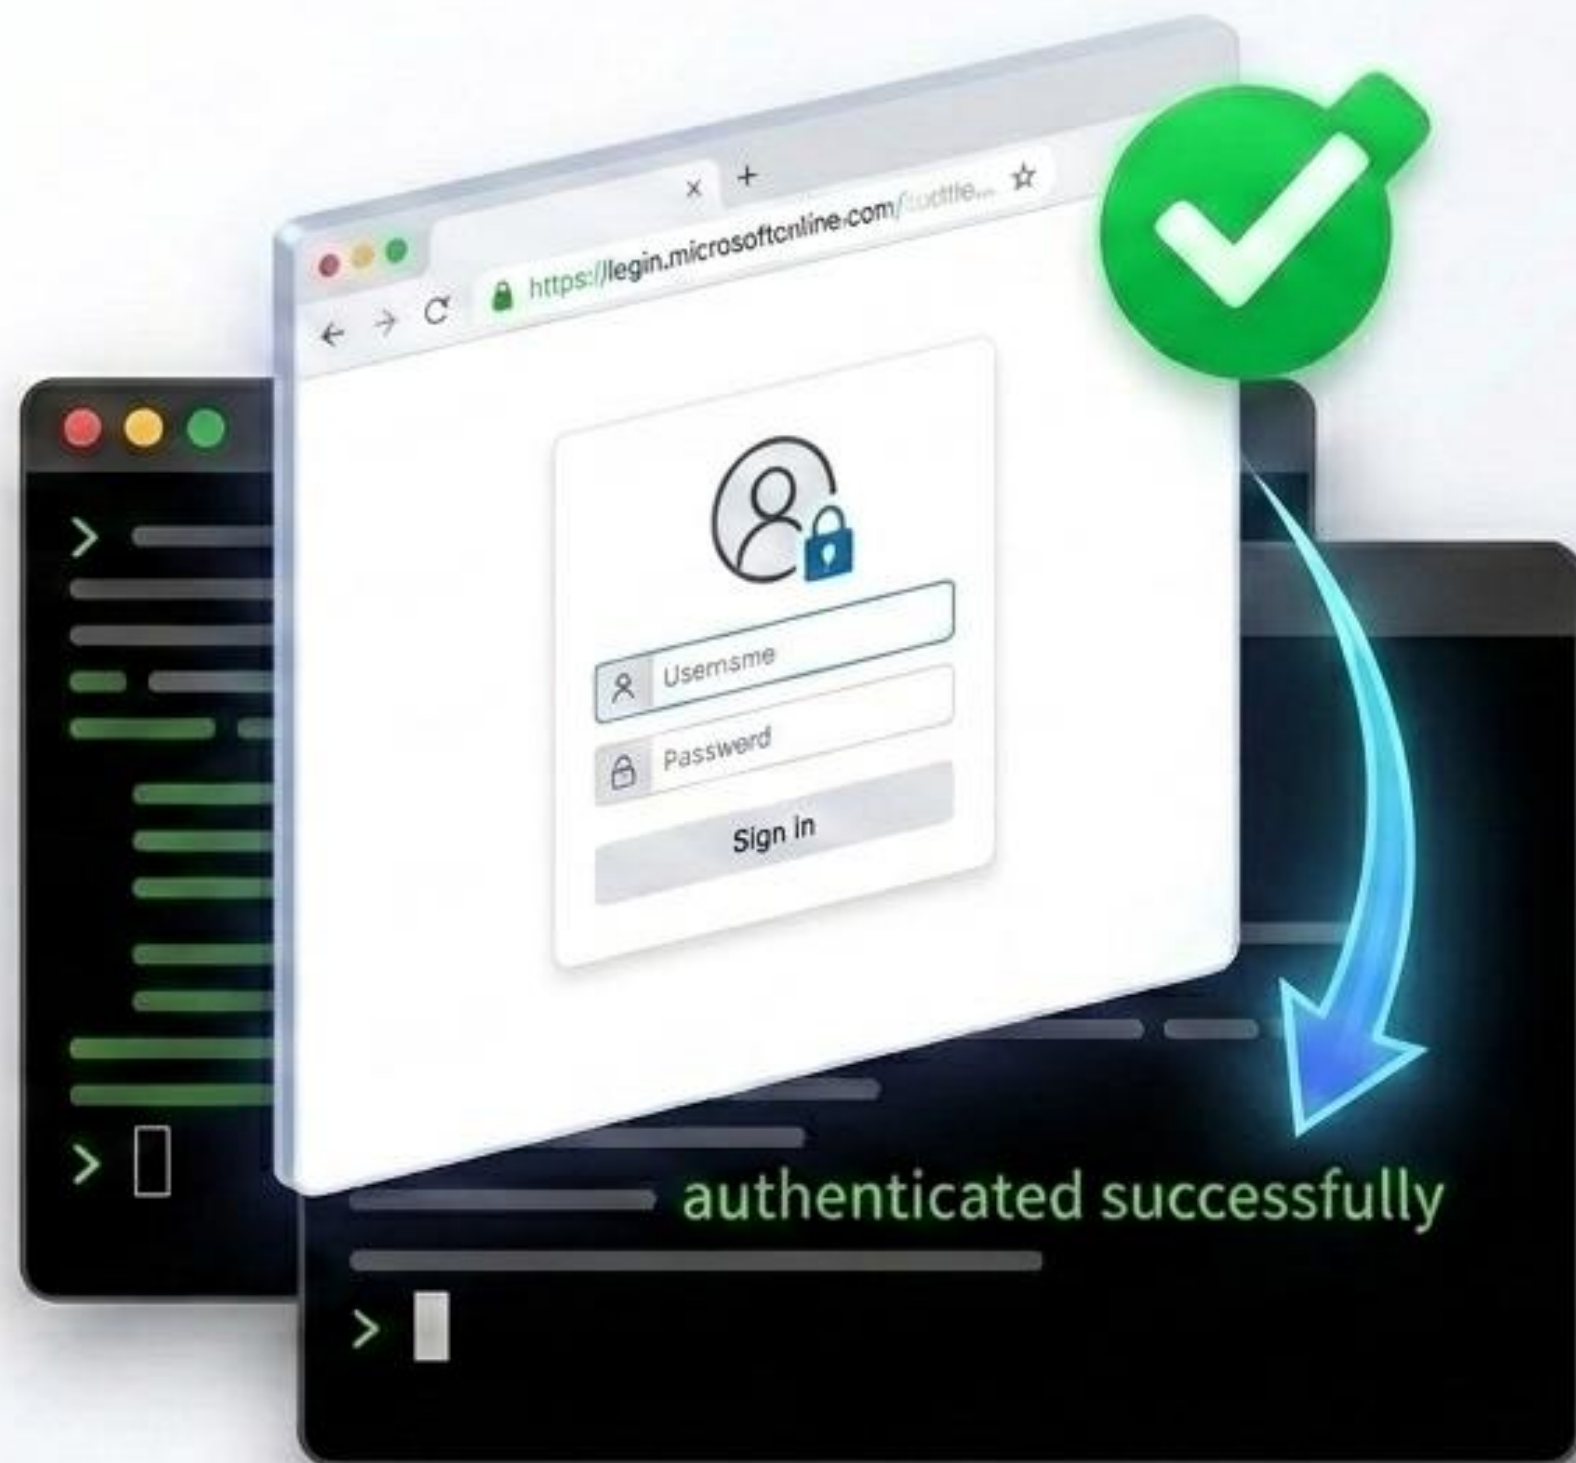 https://legin.microsoftcnline.com/
Usernsme
Passwerd
Sign in
authenticated successfully